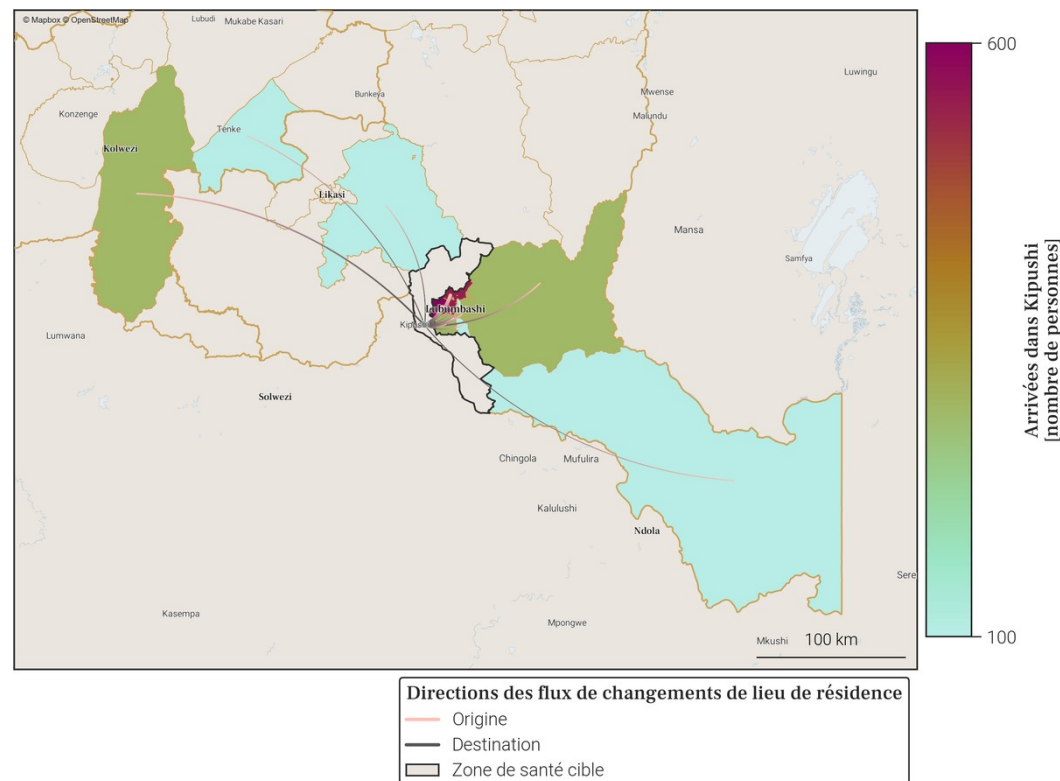 © Mapbox © OpenStreetMap
Lubudi
Mukabe Kasari
Luwingu
Konzenge
Bunkeya
Mwense
Malundu
Tenke
Kolwezi
Likasi
Mansa
Samfya
Lubumbashi
Lumwana
Solwezi
Chingola
Mufulira
Kalulushi
Ndola
Sere
Kasempa
Mpongwe
Mkushi
100 km
600
100
Arrivées dans Kipushi
[nombre de personnes]
Directions des flux de changements de lieu de résidence
Origine
Destination
Zone de santé cible